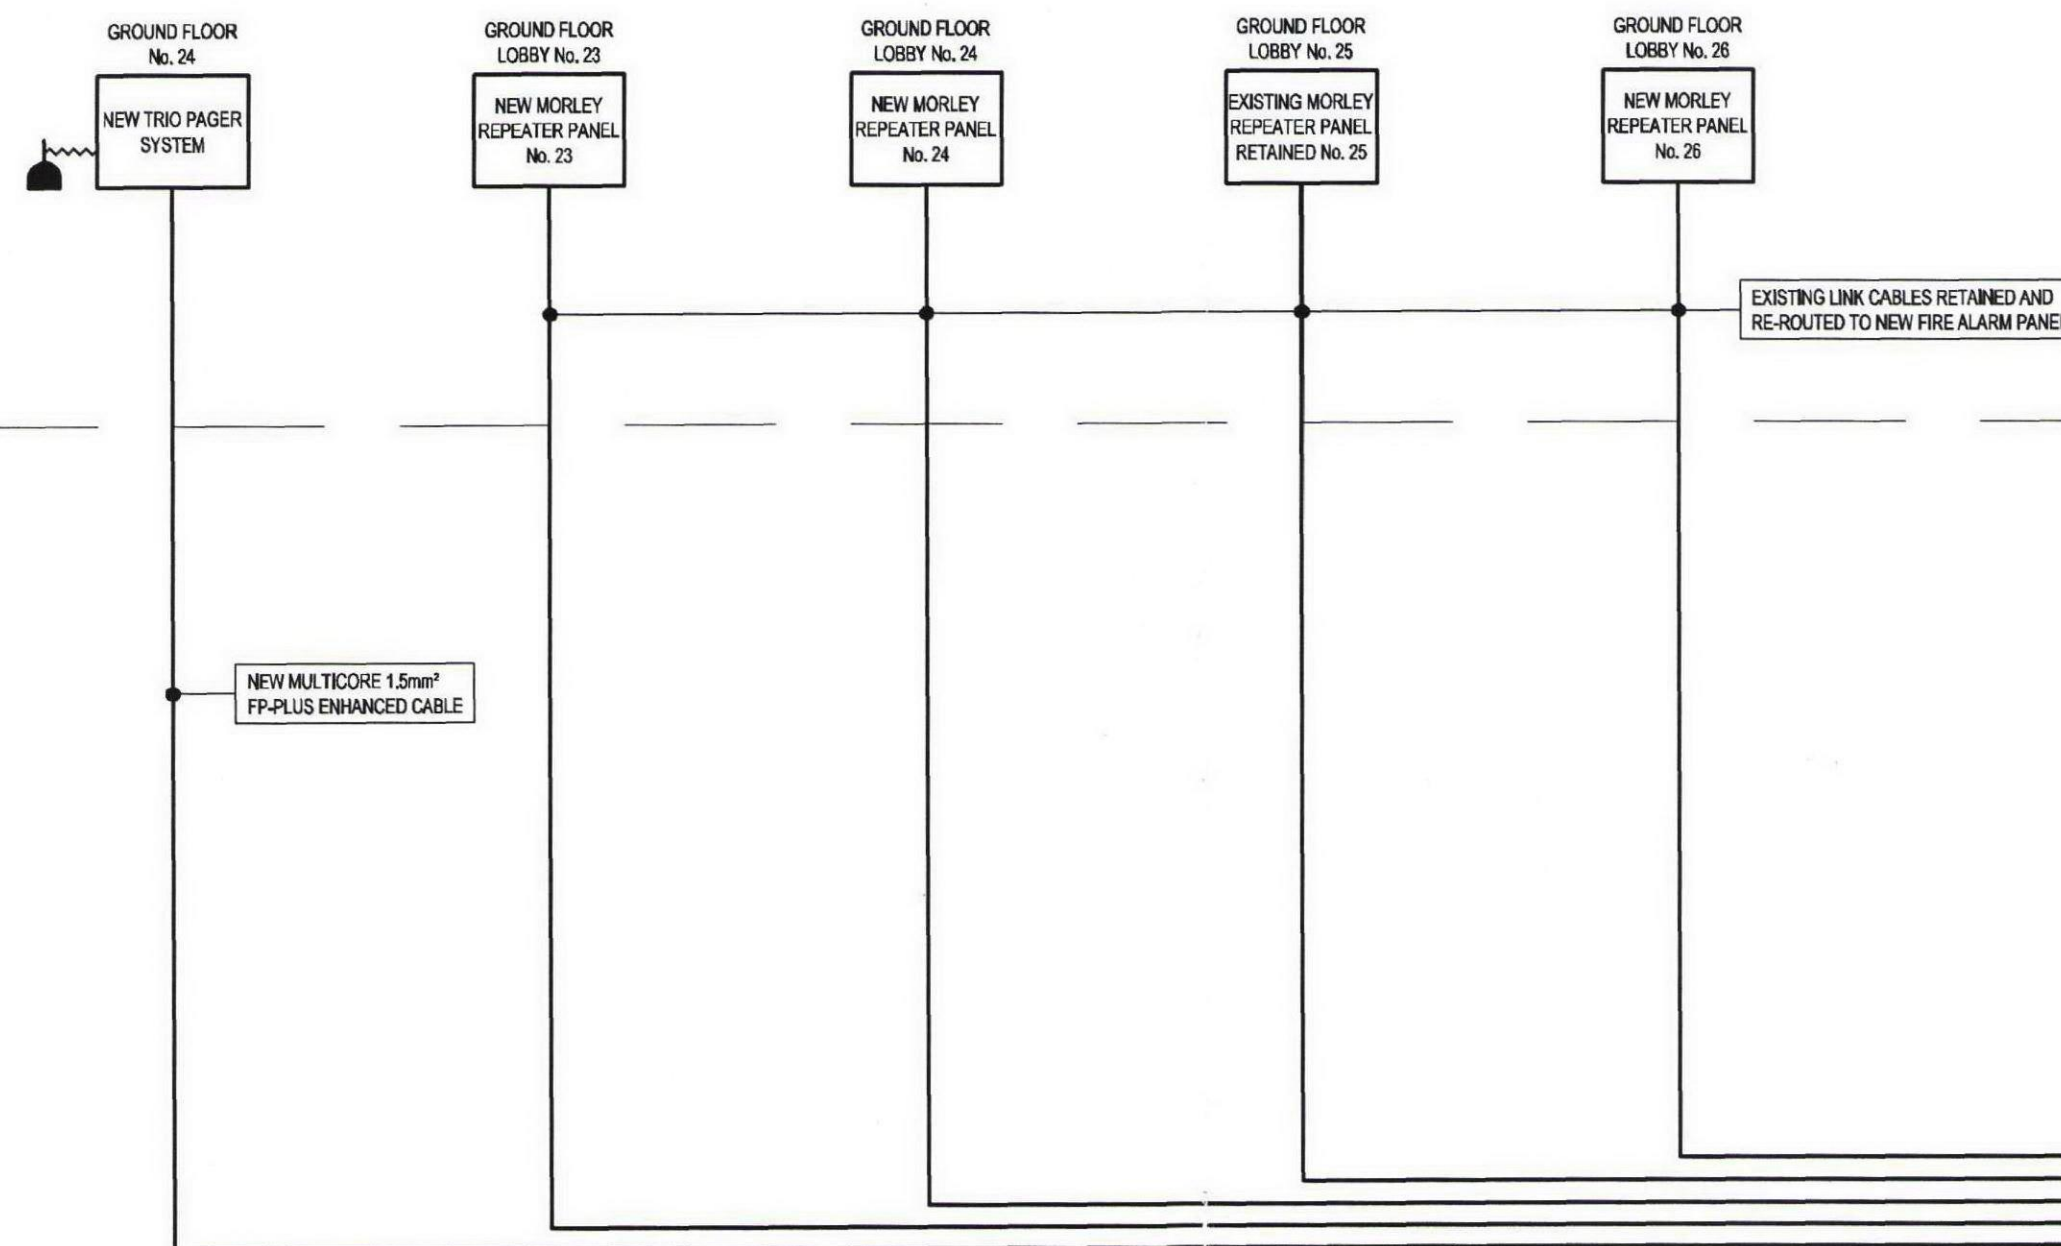 GROUND FLOOR
No. 24
NEW TRIO PAGER
SYSTEM
GROUND FLOOR
LOBBY No. 23
NEW MORLEY
REPEATER PANEL
No. 23
GROUND FLOOR
LOBBY No. 24
NEW MORLEY
REPEATER PANEL
No. 24
GROUND FLOOR
LOBBY No. 25
EXISTING MORLEY
REPEATER PANEL
RETAINED No. 25
GROUND FLOOR
LOBBY No. 26
NEW MORLEY
REPEATER PANEL
No. 26
EXISTING LINK CABLES RETAINED AND
RE-ROUTED TO NEW FIRE ALARM PANEL
NEW MULTICORE 1.5mm²
FP-PLUS ENHANCED CABLE